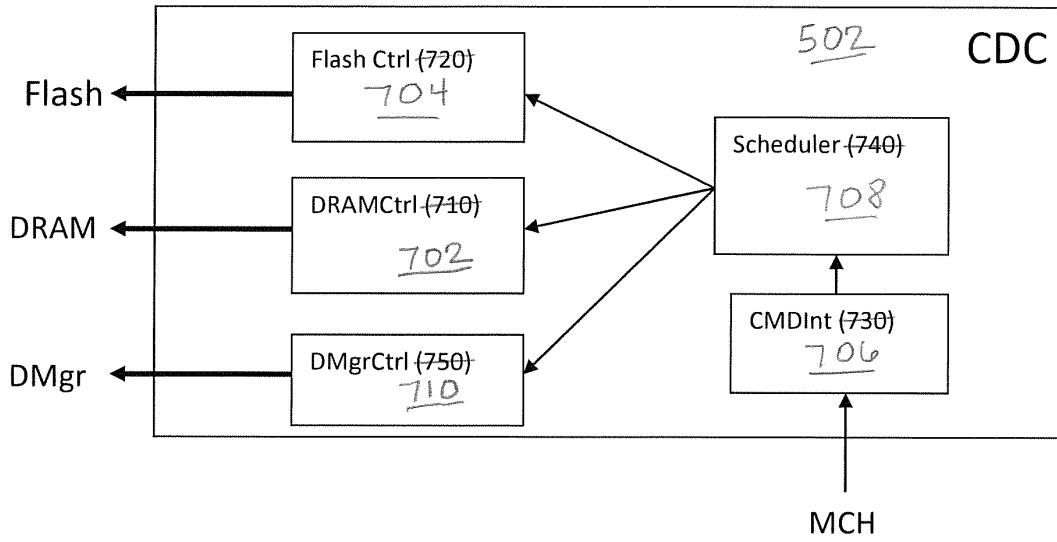 502
CDC
Flash Ctrl (720)
704
Flash
Scheduler (740)
708
DRAMCtrl (710)
702
DRAM
CMDInt (730)
706
DMgrCtrl (750)
710
DMgr
MCH